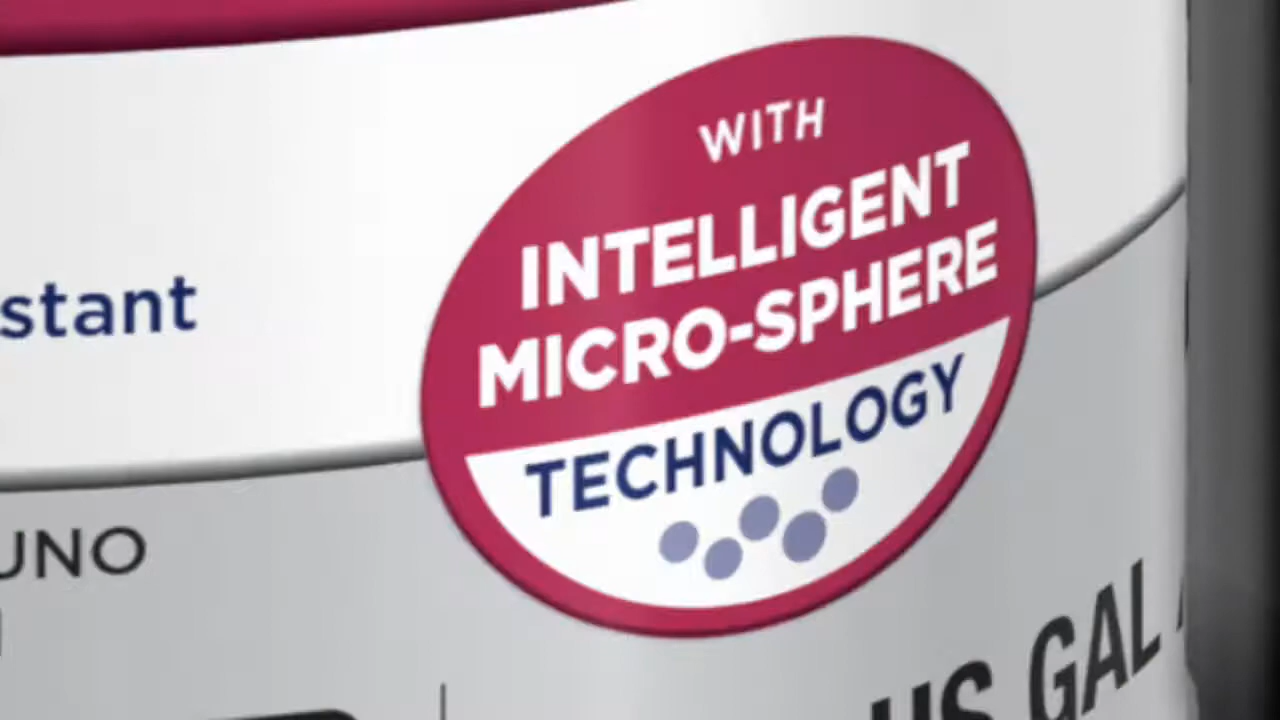 WITH
INTELLIGENT
MICRO-SPHERE
TECHNOLOGY
stant
UNO
US GAL